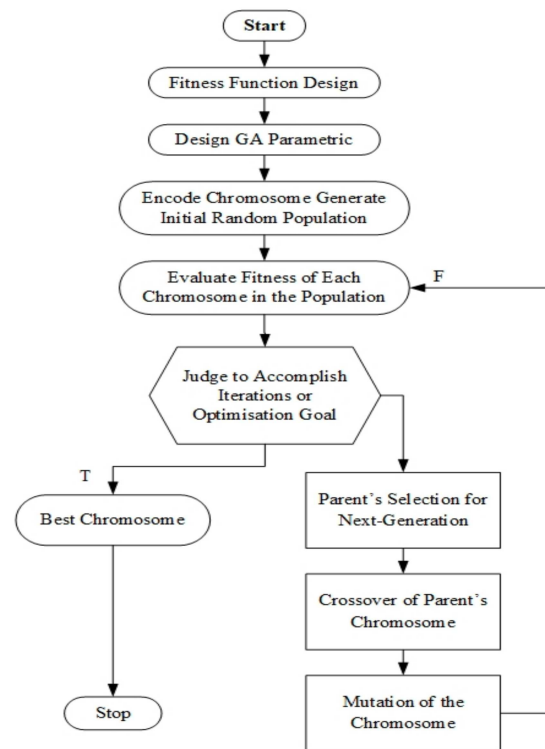 Start
Fitness Function Design
Design GA Parametric
Encode Chromosome Generate
Initial Random Population
Evaluate Fitness of Each
Chromosome in the Population
F
Judge to Accomplish
Iterations or
Optimisation Goal
T
Best Chromosome
Parent's Selection for
Next-Generation
Crossover of Parent's
Chromosome
Mutation of the
Chromosome
Stop